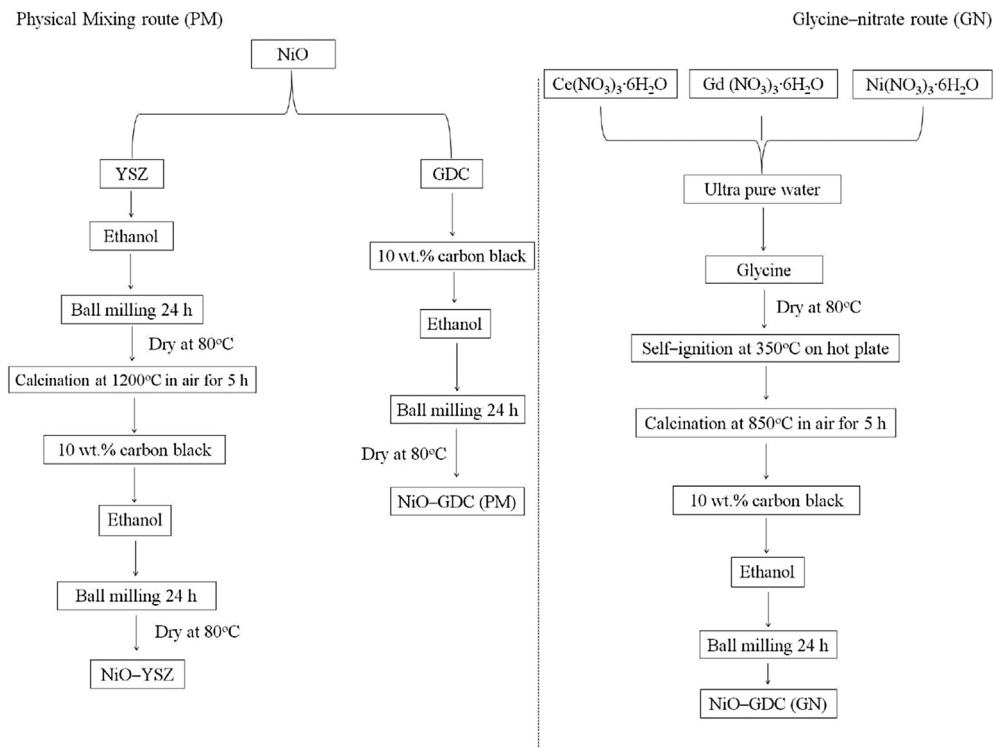 Physical Mixing route (PM)
NiO
YSZ
Ethanol
Ball milling 24 h
Dry at 80°C
Calcination at 1200°C in air for 5 h
10 wt.% carbon black
Ethanol
Ball milling 24 h
Dry at 80°C
NiO–YSZ
GDC
10 wt.% carbon black
Ethanol
Ball milling 24 h
Dry at 80°C
NiO–GDC (PM)
Glycine–nitrate route (GN)
Ce(NO₃)₃·6H₂O
Gd (NO₃)₃·6H₂O
Ni(NO₃)₃·6H₂O
Ultra pure water
Glycine
Dry at 80°C
Self–ignition at 350°C on hot plate
Calcination at 850°C in air for 5 h
10 wt.% carbon black
Ethanol
Ball milling 24 h
NiO–GDC (GN)